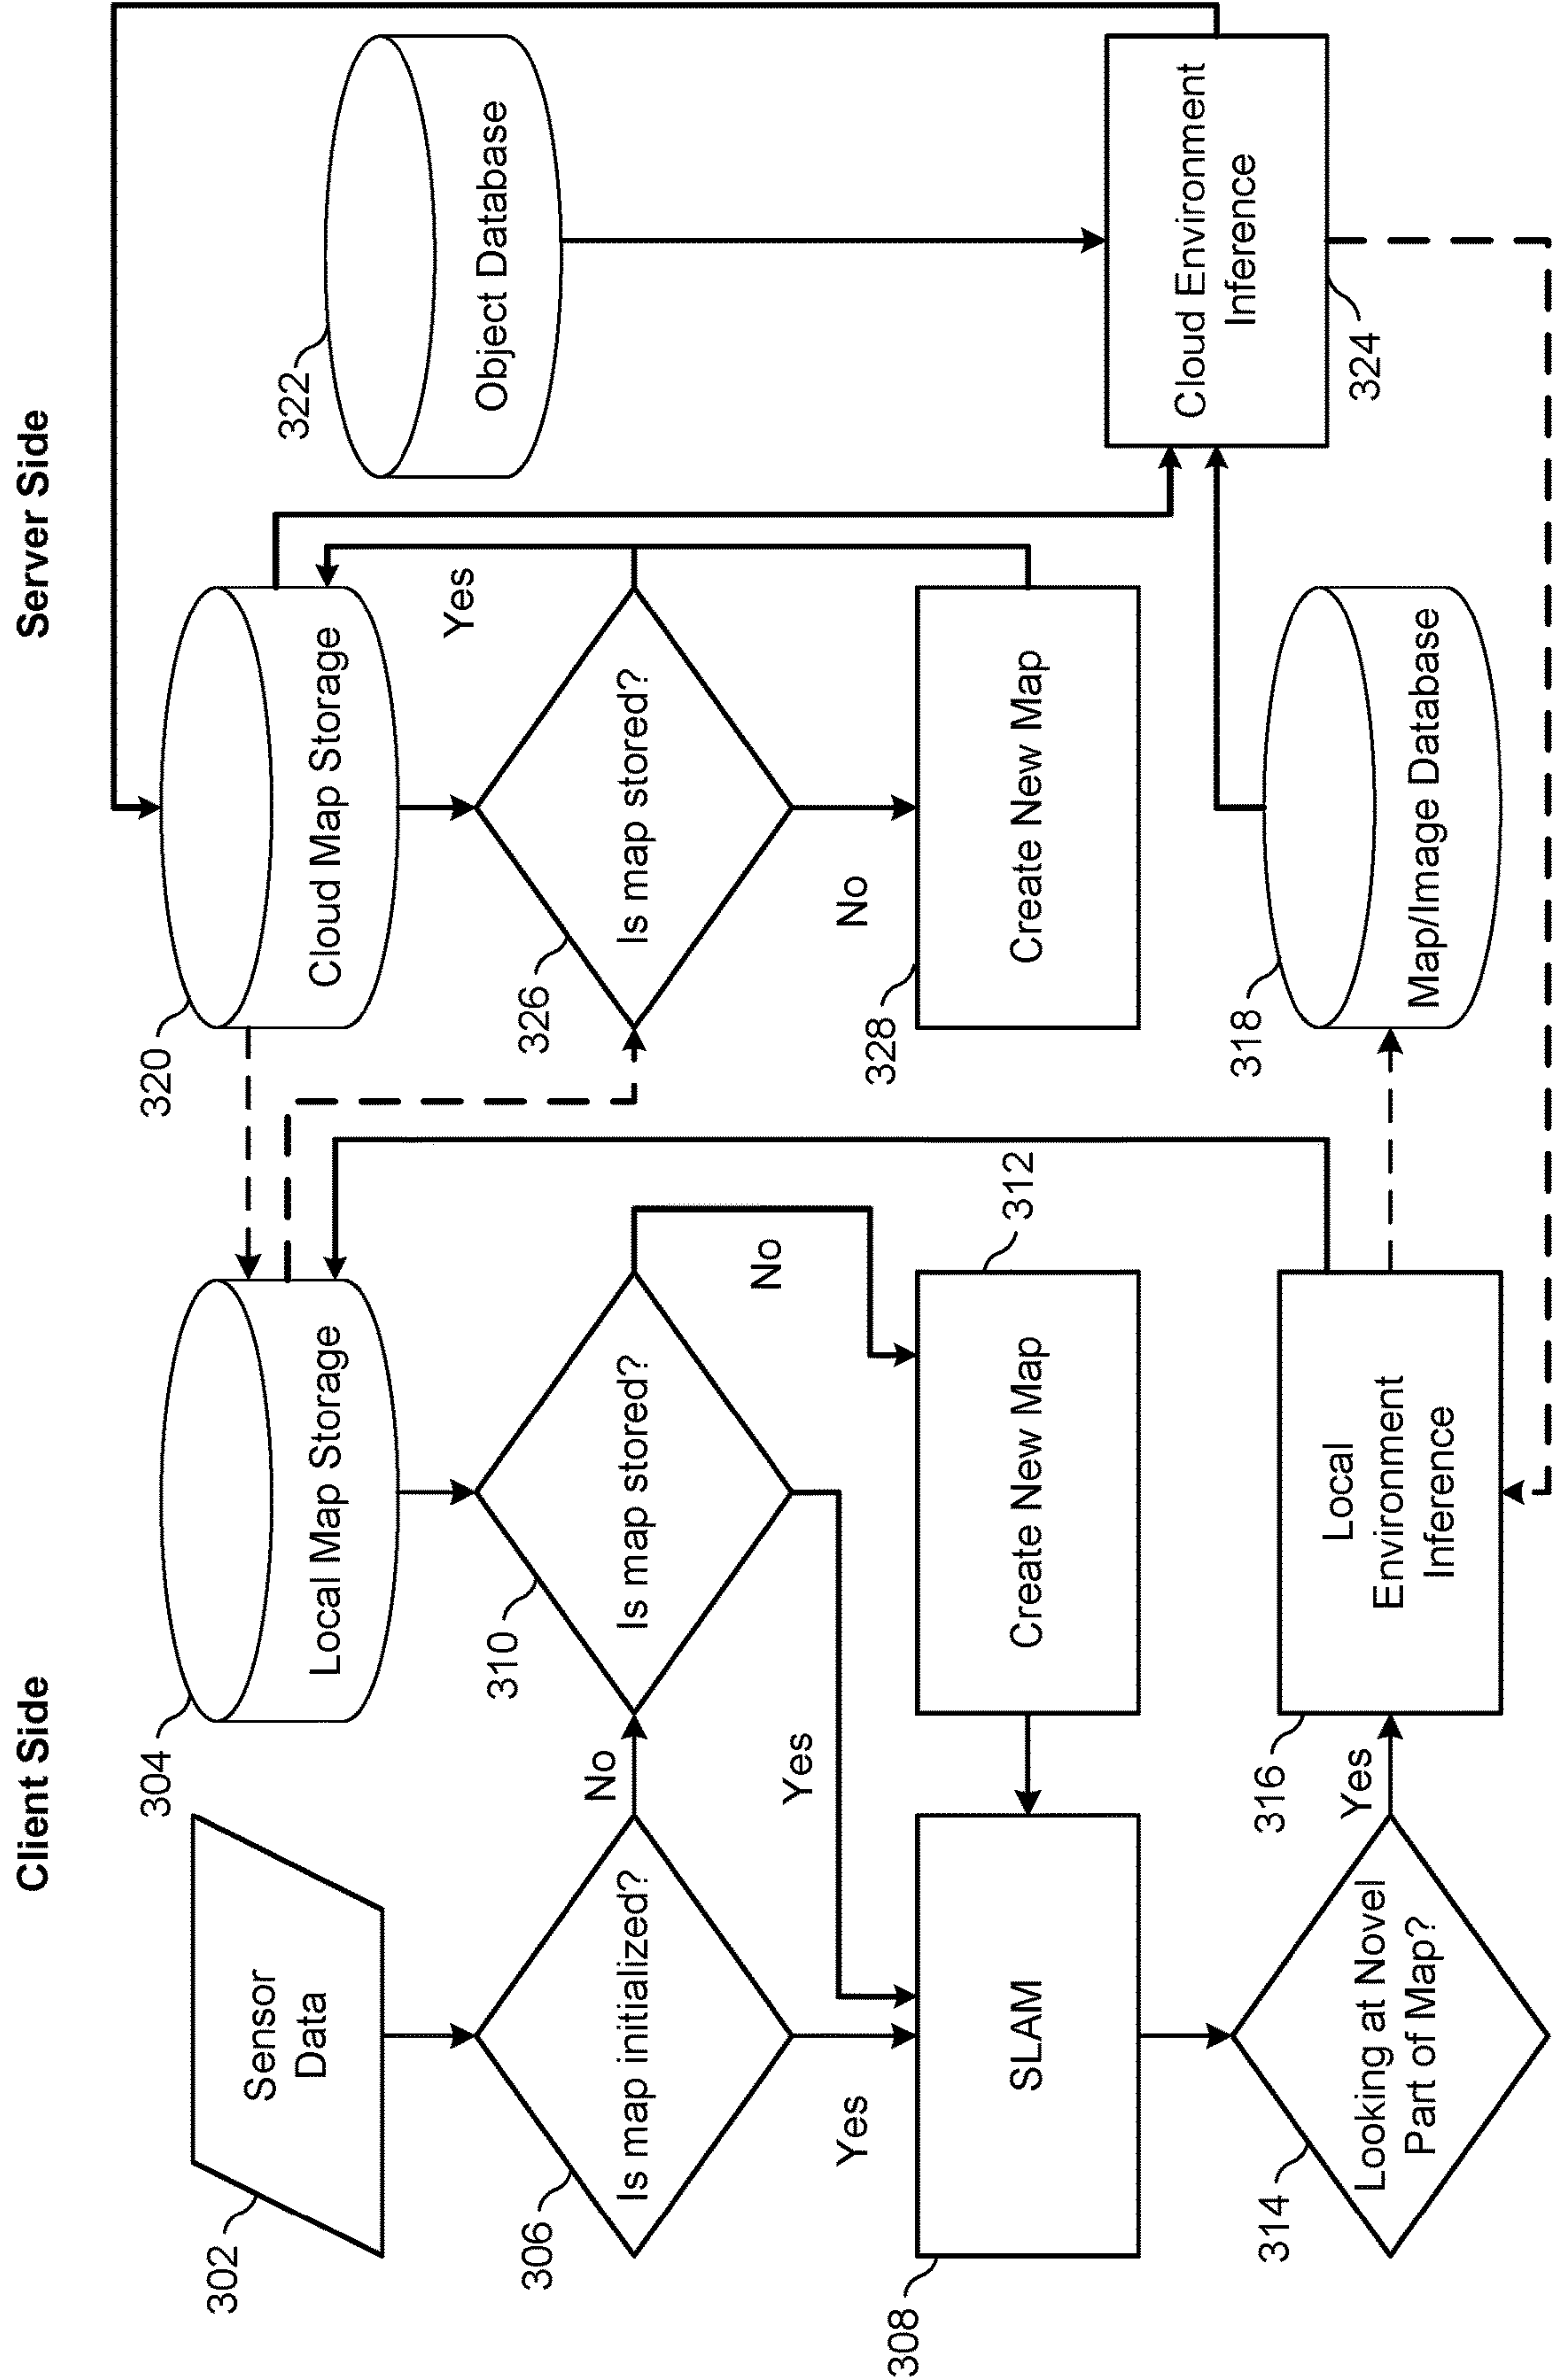 Client Side
Server Side
302
Sensor
Data
304
Local Map Storage
320
Cloud Map Storage
322
Object Database
306
Is map initialized?
No
Yes
310
Is map stored?
No
Yes
326
Is map stored?
Yes
No
308
SLAM
312
Create New Map
328
Create New Map
314
Looking at Novel
Part of Map?
Yes
316
Local
Environment
Inference
318
Map/Image Database
324
Cloud Environment
Inference